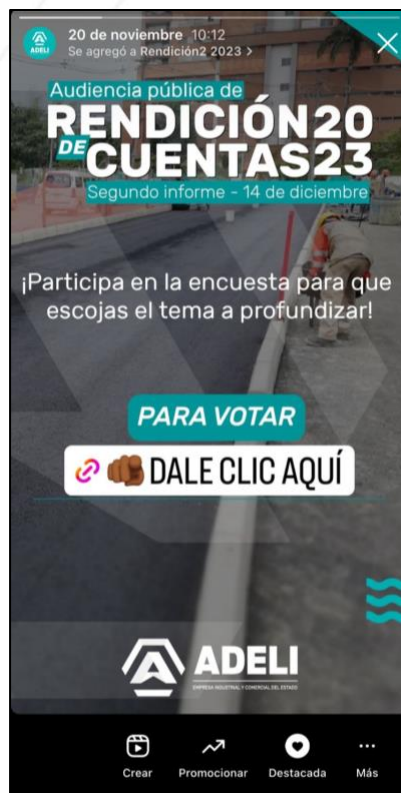 20 de noviembre 10:12
Se agregó a Rendición2 2023 >
ADELI
Audiencia pública de
RENDICIÓN20
DE CUENTAS23
Segundo informe - 14 de diciembre
¡Participa en la encuesta para que
escojas el tema a profundizar!
PARA VOTAR
DALE CLIC AQUÍ
ADELI
EMPRESA INDUSTRIAL Y COMERCIAL DEL ESTADO
Crear Promocionar Destacada Más